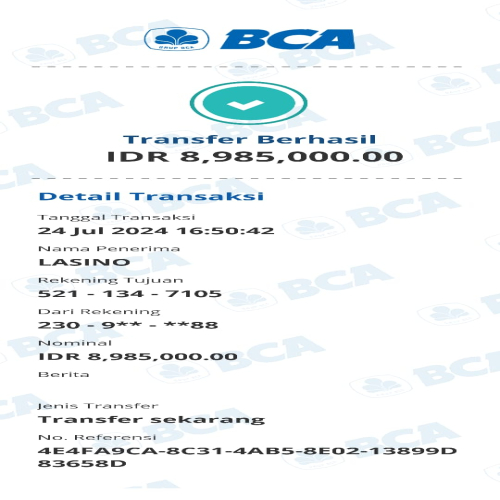 GRUP BCA
BCA
Transfer Berhasil
IDR 8,985,000.00
Detail Transaksi
Tanggal Transaksi
24 Jul 2024 16:50:42
Nama Penerima
LASINO
Rekening Tujuan
521 - 134 - 7105
Dari Rekening
230 - 9** - **88
Nominal
IDR 8,985,000.00
Berita
Jenis Transfer
Transfer sekarang
No. Referensi
4E4FA9CA-8C31-4AB5-8E02-13899D
83658D